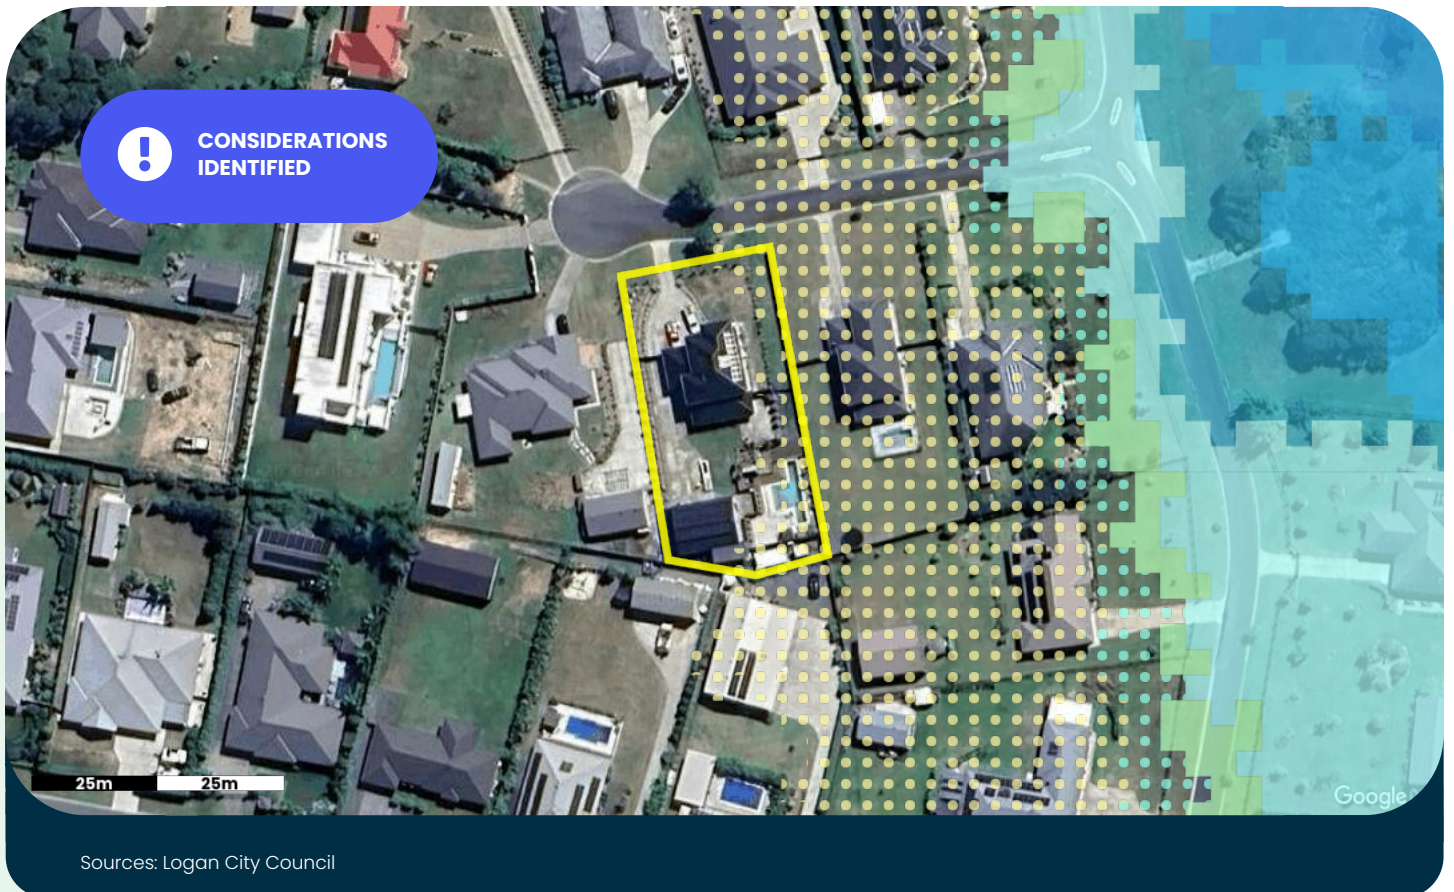 CONSIDERATIONS
IDENTIFIED
25m 25m
Google
Sources: Logan City Council